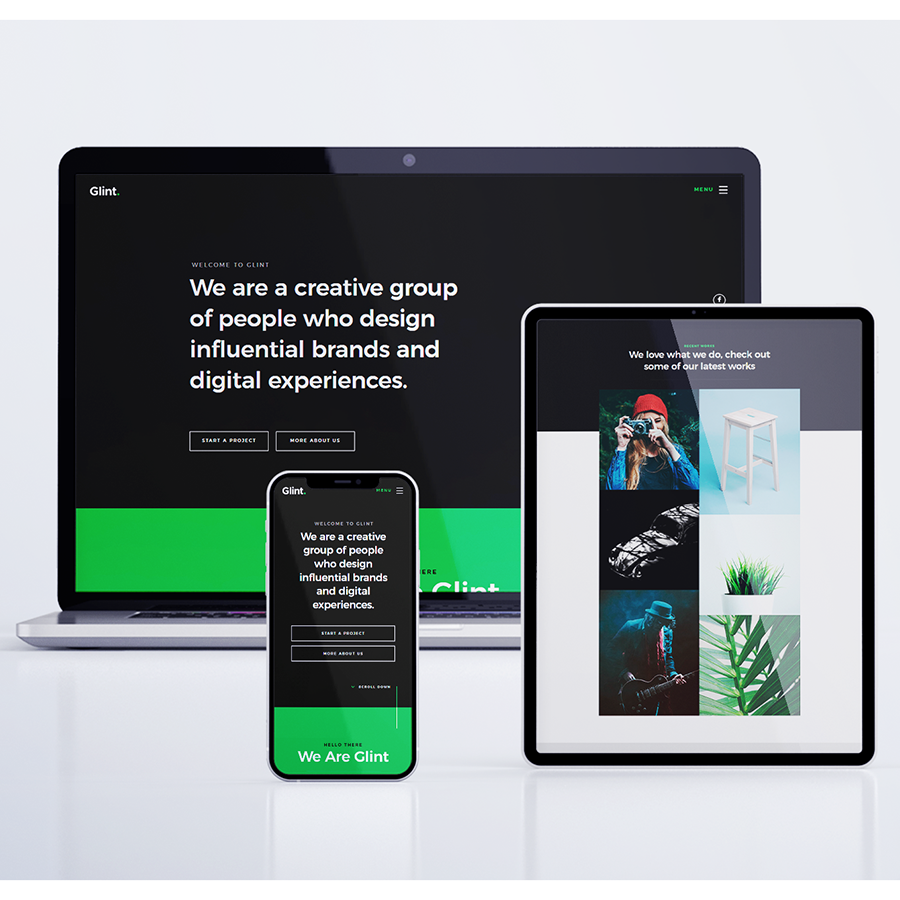 Glint.
MENU
WELCOME TO GLINT
We are a creative group
of people who design
influential brands and
digital experiences.
START A PROJECT
MORE ABOUT US
ERE
Glint
RECENT WORKS
We love what we do, check out
some of our latest works
Glint.
MENU
WELCOME TO GLINT
We are a creative
group of people
who design
influential brands
and digital
experiences.
START A PROJECT
MORE ABOUT US
SCROLL DOWN
HELLO THERE
We Are Glint